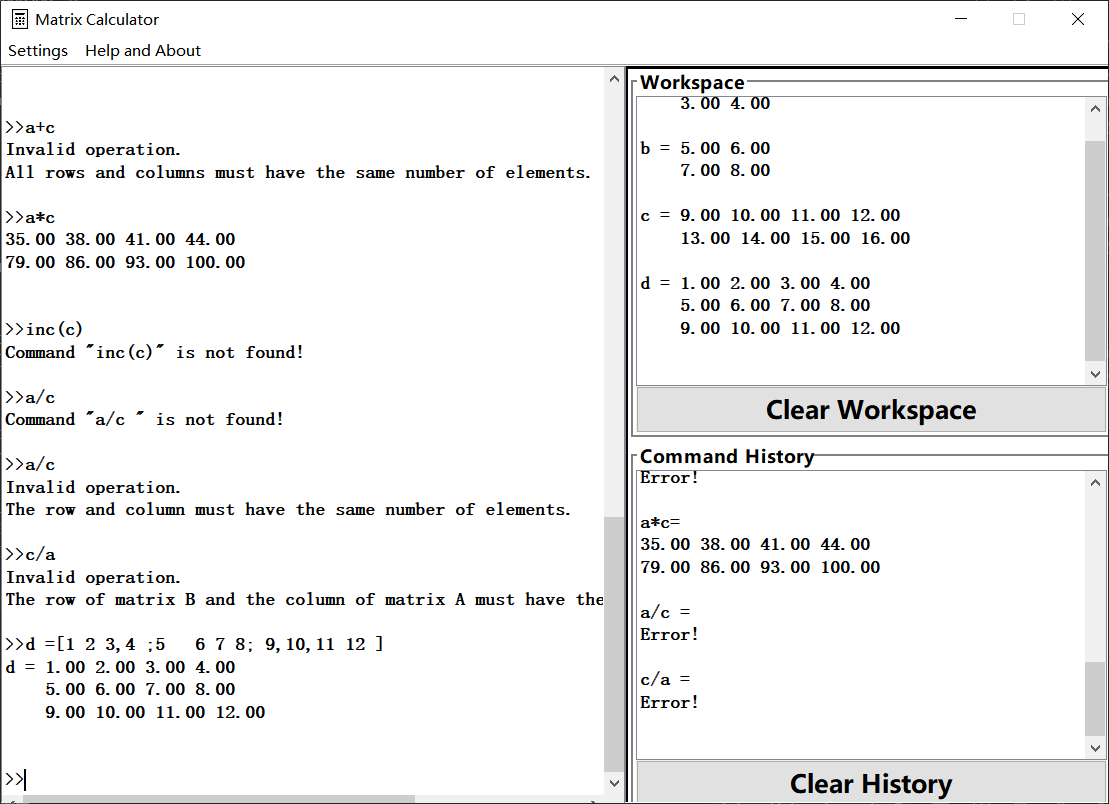 Matrix Calculator
Settings Help and About
>>a+c
Invalid operation.
All rows and columns must have the same number of elements.
>>a*c
35.00 38.00 41.00 44.00
79.00 86.00 93.00 100.00
>>inc(c)
Command "inc(c)" is not found!
>>a/c
Command "a/c " is not found!
>>a/c
Invalid operation.
The row and column must have the same number of elements.
>>c/a
Invalid operation.
The row of matrix B and the column of matrix A must have the
>>d =[1 2 3,4 ;5   6 7 8; 9,10,11 12 ]
d = 1.00 2.00 3.00 4.00
5.00 6.00 7.00 8.00
9.00 10.00 11.00 12.00
>>
Workspace
3.00 4.00
b = 5.00 6.00
7.00 8.00
c = 9.00 10.00 11.00 12.00
13.00 14.00 15.00 16.00
d = 1.00 2.00 3.00 4.00
5.00 6.00 7.00 8.00
9.00 10.00 11.00 12.00
Clear Workspace
Command History
Error!
a*c=
35.00 38.00 41.00 44.00
79.00 86.00 93.00 100.00
a/c =
Error!
c/a =
Error!
Clear History